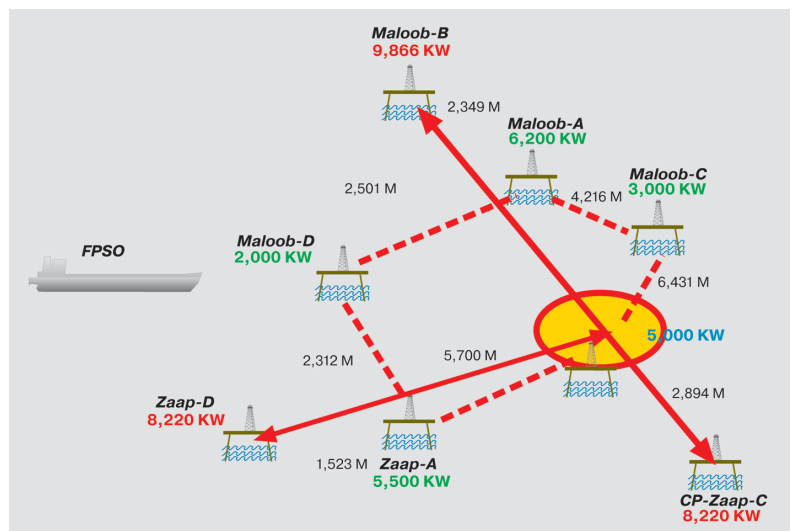 Maloob-B
9,866 KW
2,349 M
Maloob-A
6,200 KW
Maloob-C
3,000 KW
4,216 M
2,501 M
Maloob-D
2,000 KW
FPSO
6,431 M
5,000 KW
2,312 M
5,700 M
2,894 M
Zaap-D
8,220 KW
1,523 M
Zaap-A
5,500 KW
CP-Zaap-C
8,220 KW